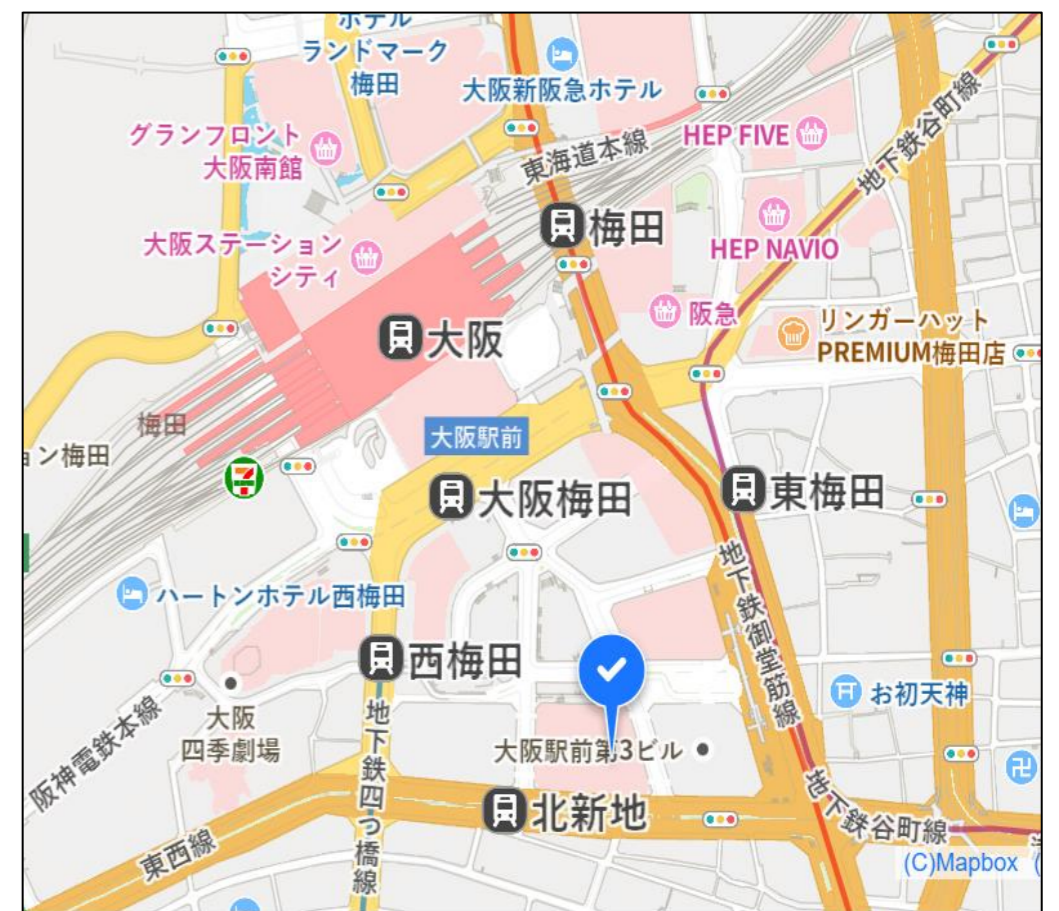 ホテル
ランドマーク
梅田
大阪新阪急ホテル
グランフロント
大阪南館
HEP FIVE
東海道本線
地下鉄谷町線
梅田
HEP NAVIO
大阪ステーション
シティ
阪急
リンガーハット
PREMIUM梅田店
大阪
梅田
ョン梅田
大阪駅前
7
大阪梅田
東梅田
ハートンホテル西梅田
地下鉄御堂筋線
西梅田
お初天神
大阪
四季劇場
阪神電鉄本線
地下鉄四つ橋線
大阪駅前第3ビル
北新地
地下鉄谷町線
東西線
(C)Mapbox (